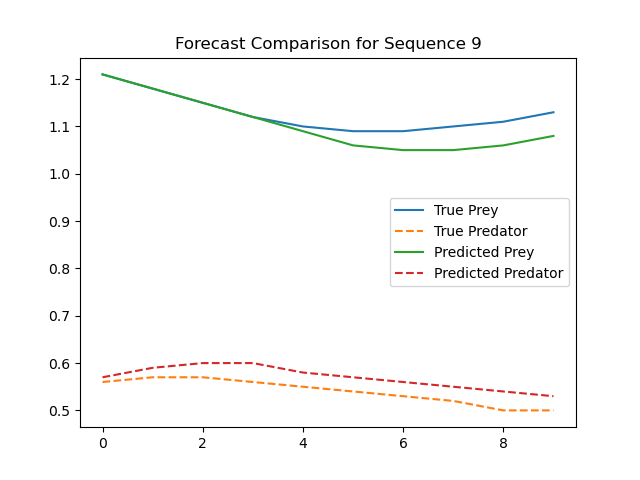 Forecast Comparison for Sequence 9
1.2
1.1
1.0
0.9
0.8
0.7
0.6
0.5
True Prey
True Predator
Predicted Prey
Predicted Predator
0 2 4 6 8